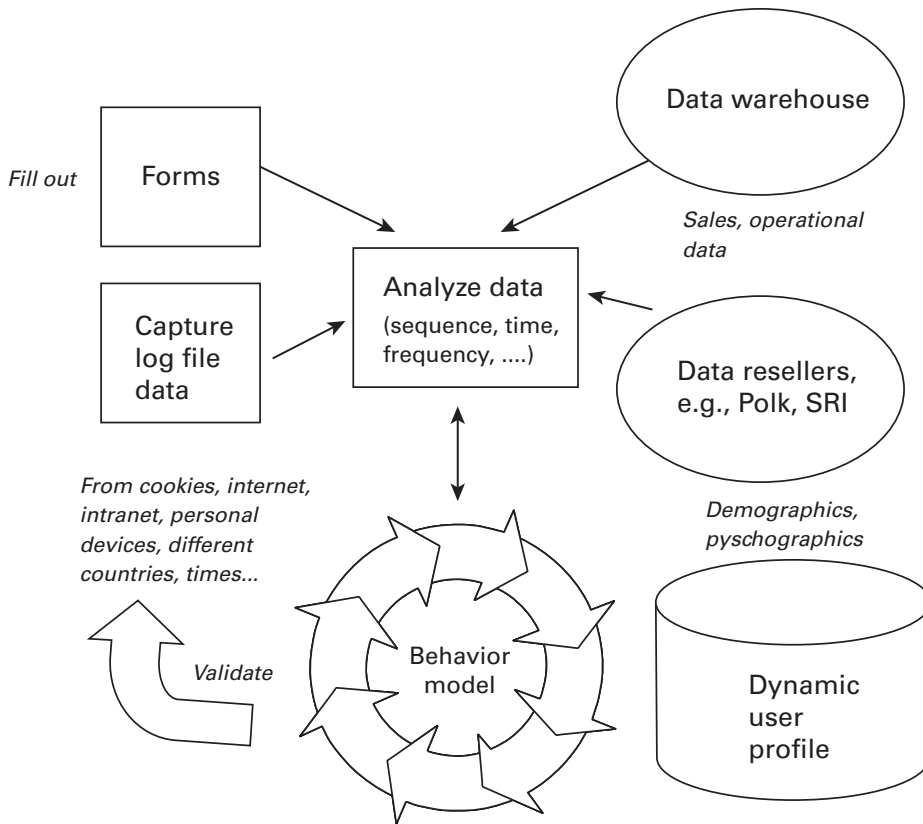 Fill out
Forms
Data warehouse
Sales, operational
data
Capture
log file
data
Analyze data
(sequence, time,
frequency, ....)
Data resellers,
e.g., Polk, SRI
From cookies, internet,
intranet, personal
devices, different
countries, times...
Demographics,
pyschographics
Validate
Behavior
model
Dynamic
user
profile